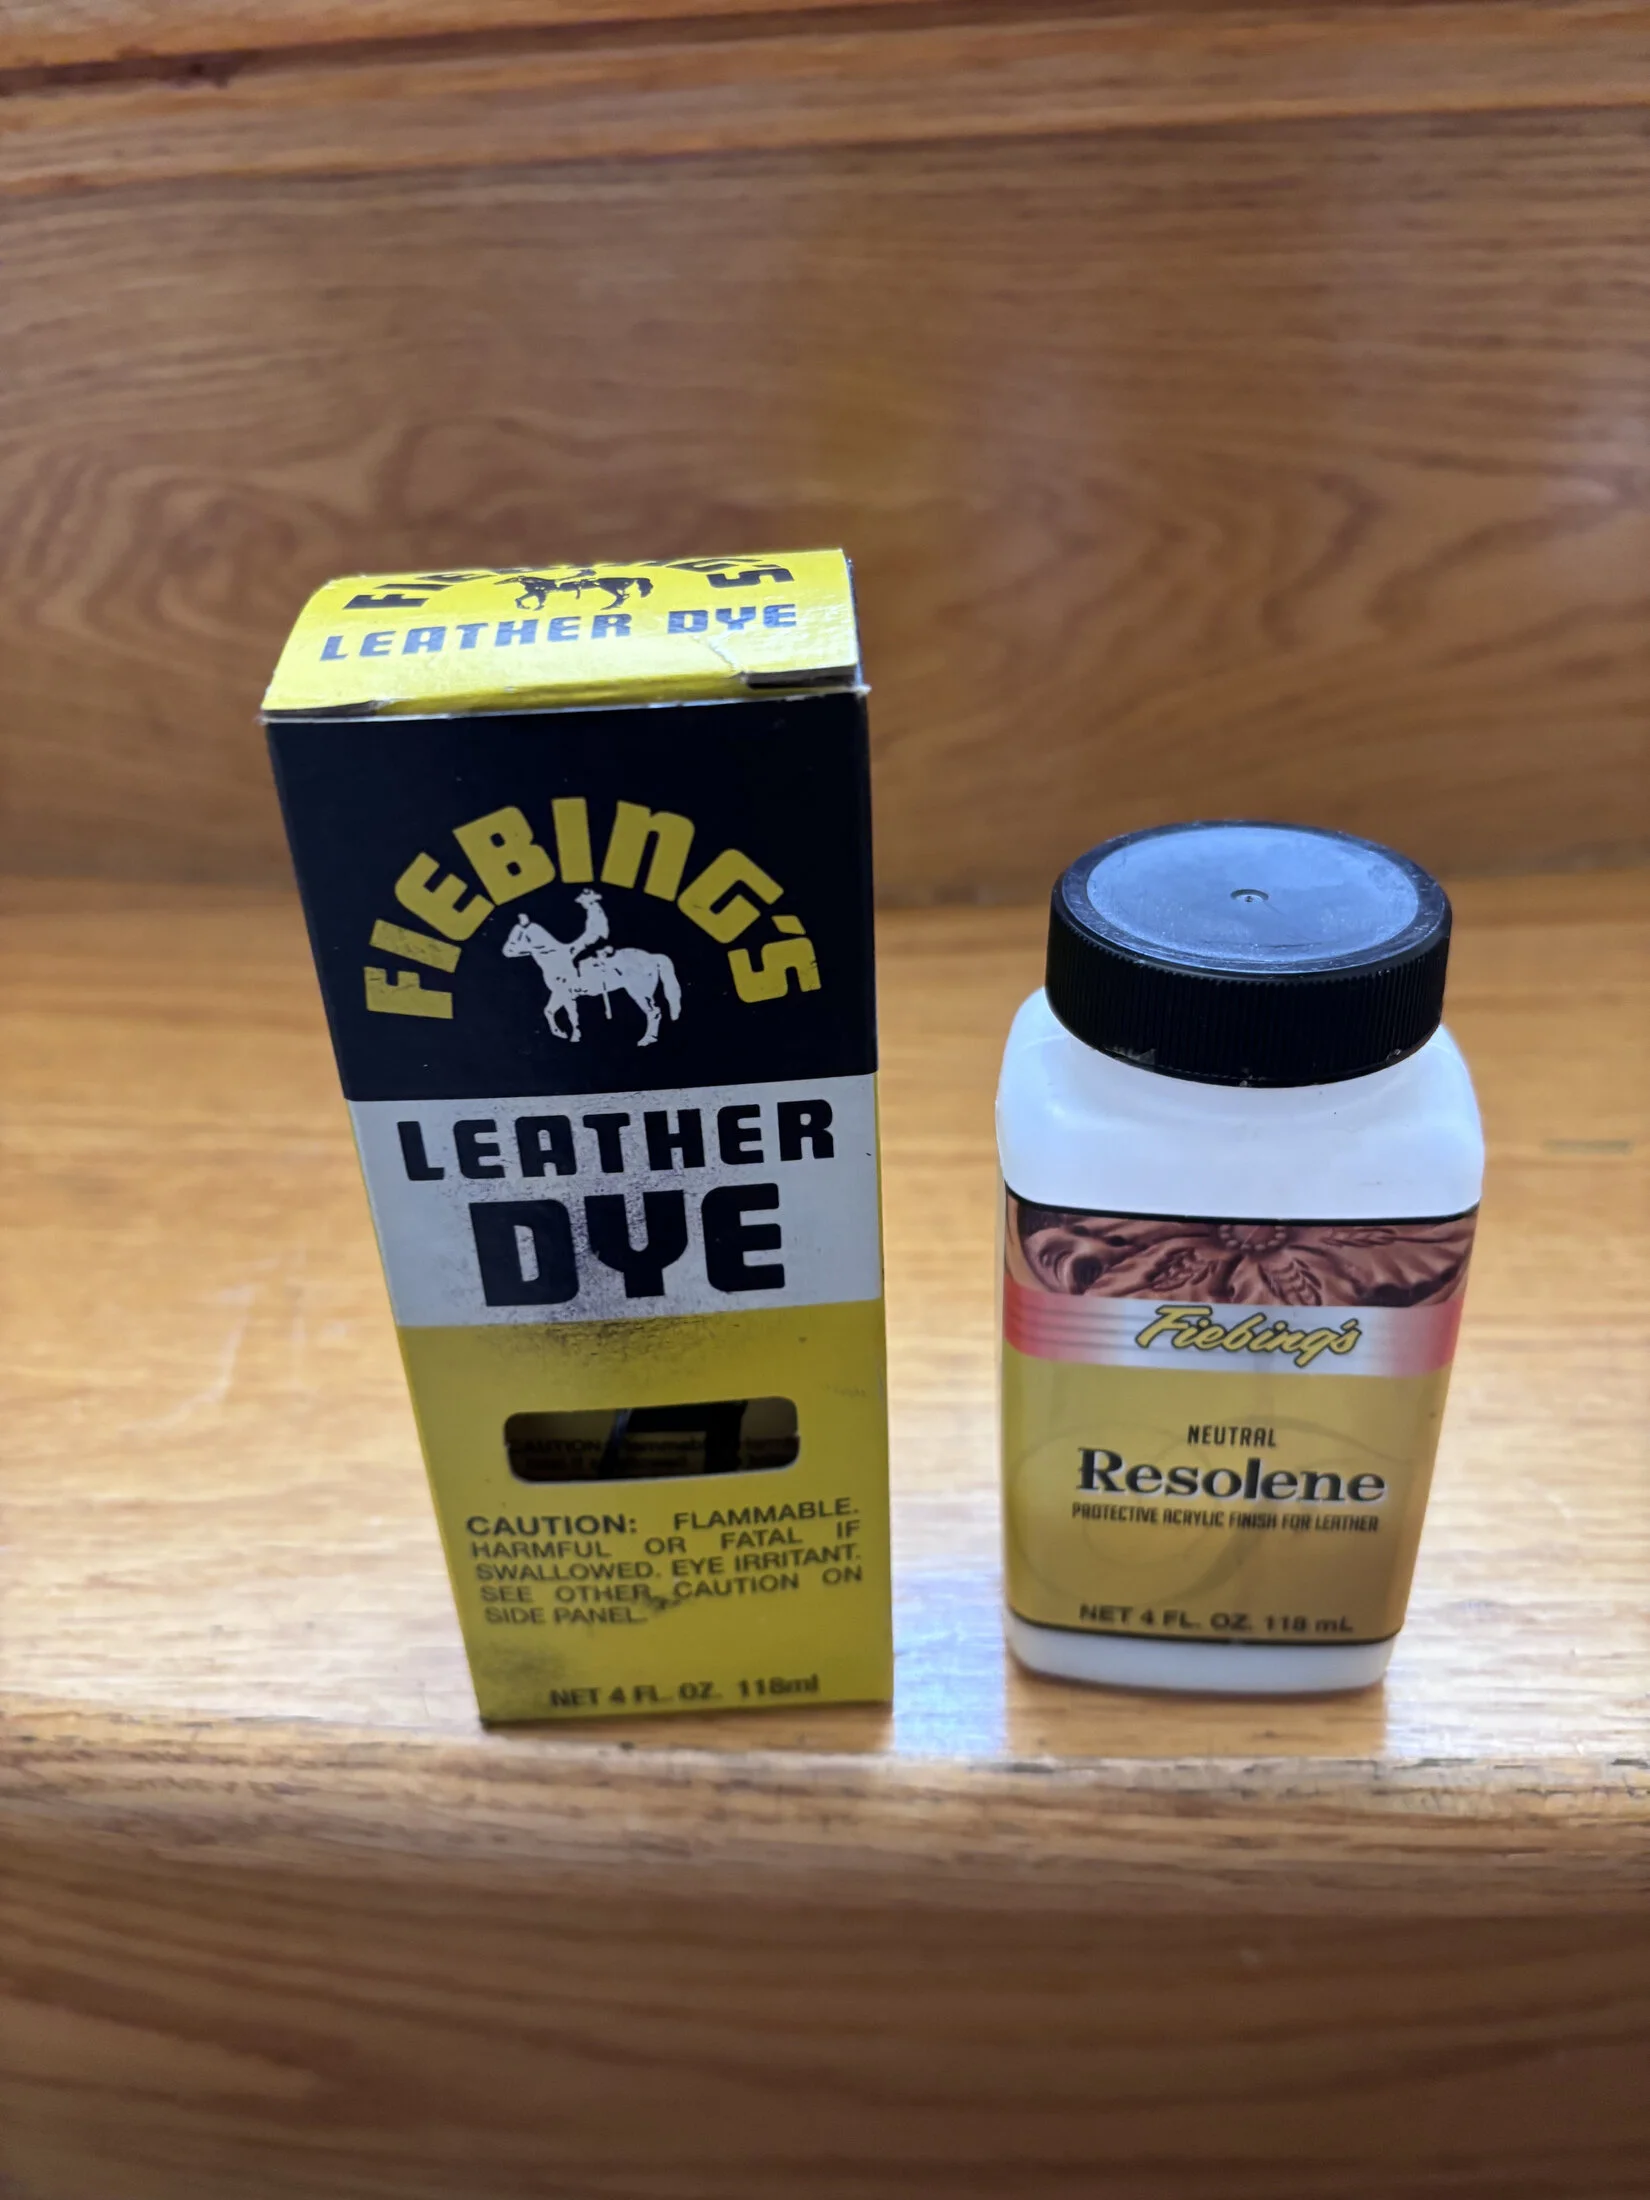 FIEBING'S
LEATHER DYE
FIEBING'S
LEATHER
DYE
CAUTION: FLAMMABLE.
HARMFUL OR FATAL IF
SWALLOWED. EYE IRRITANT.
SEE OTHER CAUTION ON
SIDE PANEL.
NET 4 FL. OZ. 118ml
Fiebing's
NEUTRAL
Resolene
PROTECTIVE ACRYLIC FINISH FOR LEATHER
NET 4 FL. OZ. 118 mL